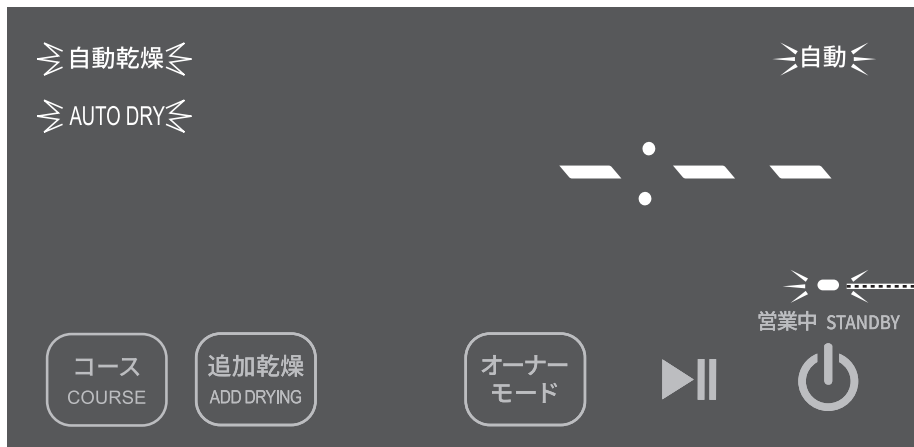 自動乾燥
自動
AUTO DRY
-:--
営業中 STANDBY
コース
COURSE
追加乾燥
ADD DRYING
オーナー
モード